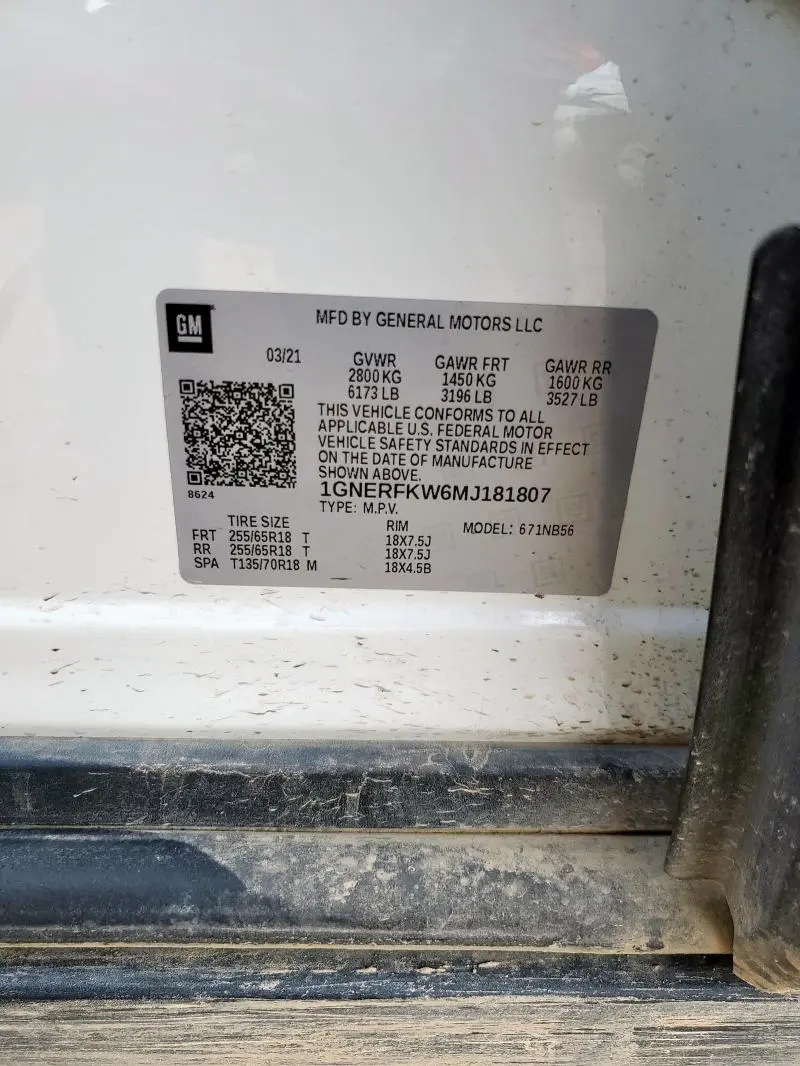 GM
MFD BY GENERAL MOTORS LLC
03/21 GVWR GAWR FRT GAWR RR
2800 KG 1450 KG 1600 KG
6173 LB 3196 LB 3527 LB
THIS VEHICLE CONFORMS TO ALL
APPLICABLE U.S. FEDERAL MOTOR
VEHICLE SAFETY STANDARDS IN EFFECT
ON THE DATE OF MANUFACTURE
SHOWN ABOVE.
8624
1GNERFKW6MJ181807
TYPE: M.P.V.
TIRE SIZE RIM MODEL: 671NB56
FRT 255/65R18 T 18X7.5J
RR 255/65R18 T 18X7.5J
SPA T135/70R18 M 18X4.5B